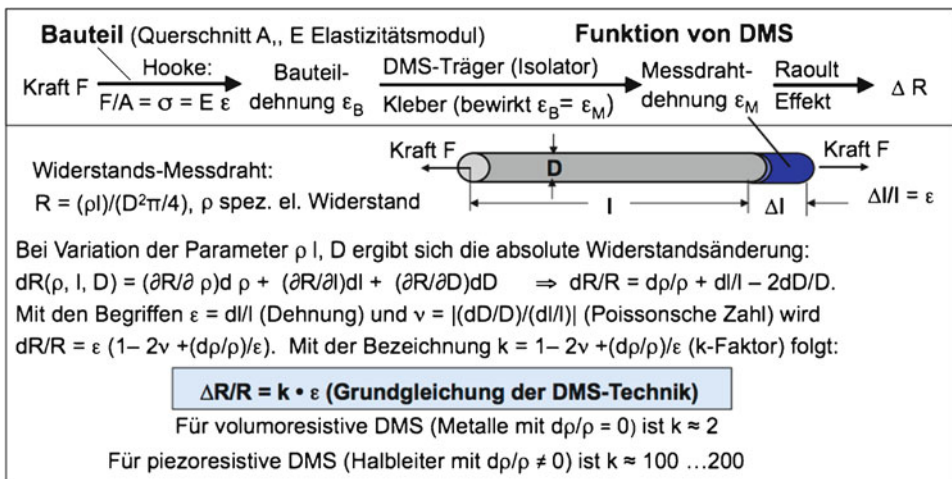 Bauteil (Querschnitt A,, E Elastizitätsmodul)
Funktion von DMS
Kraft F
Hooke:
F/A = σ = E ε
Bauteil-
dehnung ε_B
DMS-Träger (Isolator)
Kleber (bewirkt ε_B= ε_M)
Messdraht-
dehnung ε_M
Raoult
Effekt
Δ R
Widerstands-Messdraht:
R = (ρl)/(D²π/4), ρ spez. el. Widerstand
Kraft F
D
Kraft F
l
Δl
Δl/l = ε
Bei Variation der Parameter ρ l, D ergibt sich die absolute Widerstandsänderung:
dR(ρ, l, D) = (∂R/∂ ρ)d ρ + (∂R/∂l)dl + (∂R/∂D)dD ⇒ dR/R = dρ/ρ + dl/l – 2dD/D.
Mit den Begriffen ε = dl/l (Dehnung) und ν = |(dD/D)/(dl/l)| (Poissonsche Zahl) wird
dR/R = ε (1– 2ν +(dρ/ρ)/ε). Mit der Bezeichnung k = 1– 2ν +(dρ/ρ)/ε (k-Faktor) folgt:
ΔR/R = k • ε (Grundgleichung der DMS-Technik)
Für volumoresistive DMS (Metalle mit dρ/ρ = 0) ist k ≈ 2
Für piezoresistive DMS (Halbleiter mit dρ/ρ ≠ 0) ist k ≈ 100 ...200